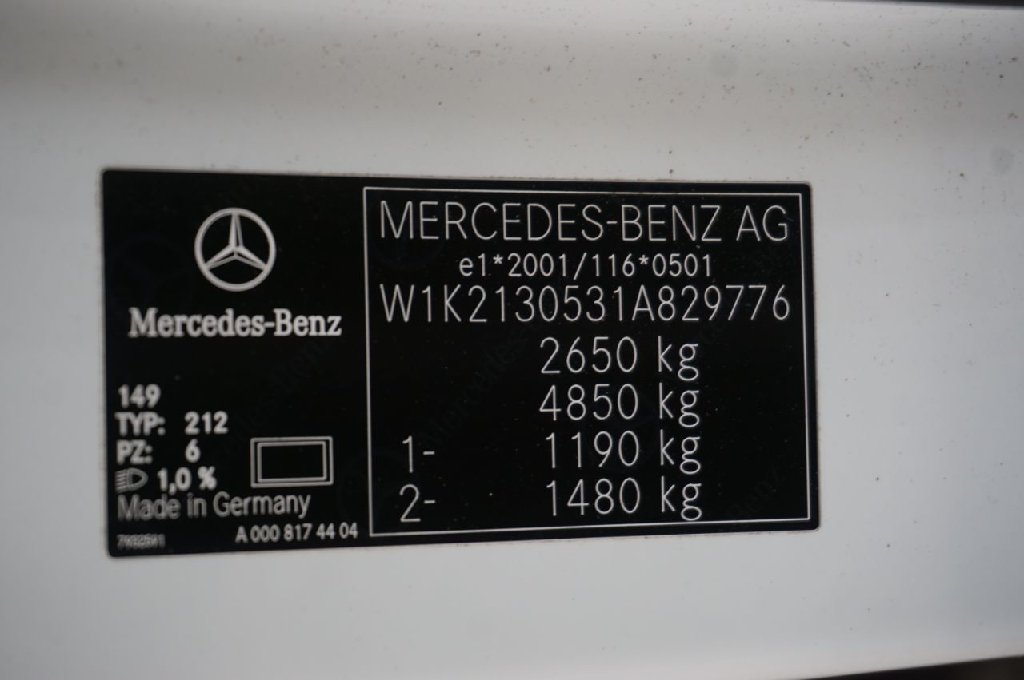 Mercedes-Benz
149
TYP: 212
PZ: 6
1,0 %
Made in Germany
A 000 817 44 04
MERCEDES-BENZ AG
e1*2001/116*0501
W1K2130531A829776
2650 kg
4850 kg
1- 1190 kg
2- 1480 kg